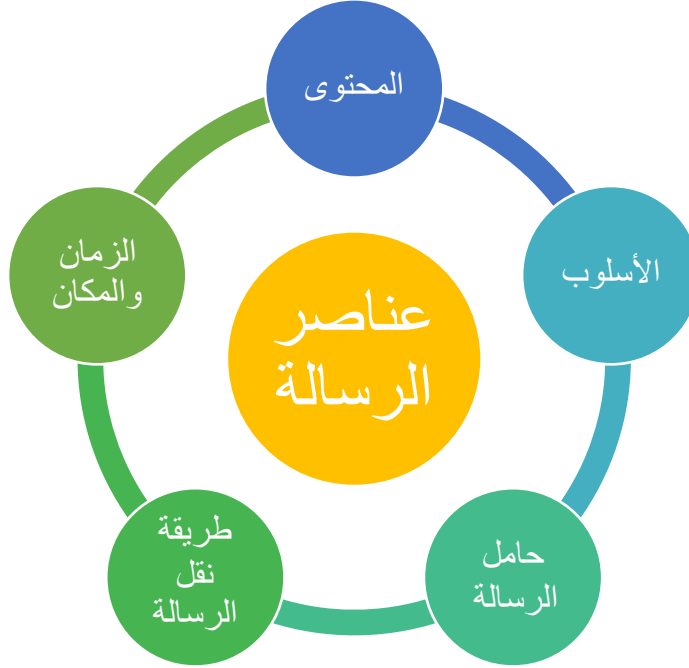 المحتوى
الأسلوب
حامل
الرسالة
طريقة
نقل
الرسالة
الزمان
والمكان
عناصر
الرسالة